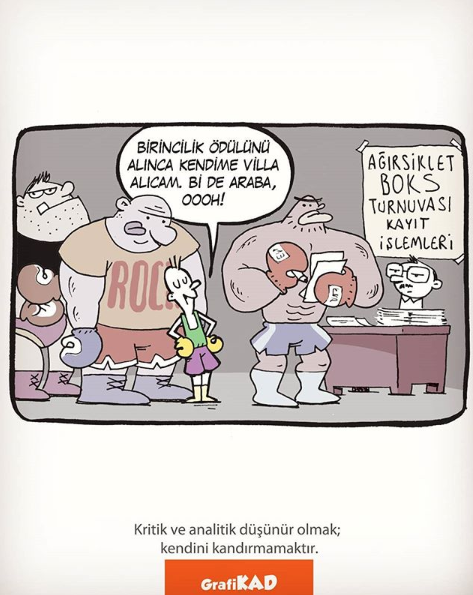 BİRİNCİLİK ÖDÜLÜNÜ
ALINCA KENDİME VİLLA
ALICAM. Bİ DE ARABA,
OOOH!
AĞIRSIKLET
BOKS
TURNUVASI
KAYIT
İŞLEMLERİ
ROC
Kritik ve analitik düşünür olmak;
kendini kandırmamaktır.
GrafiKAD